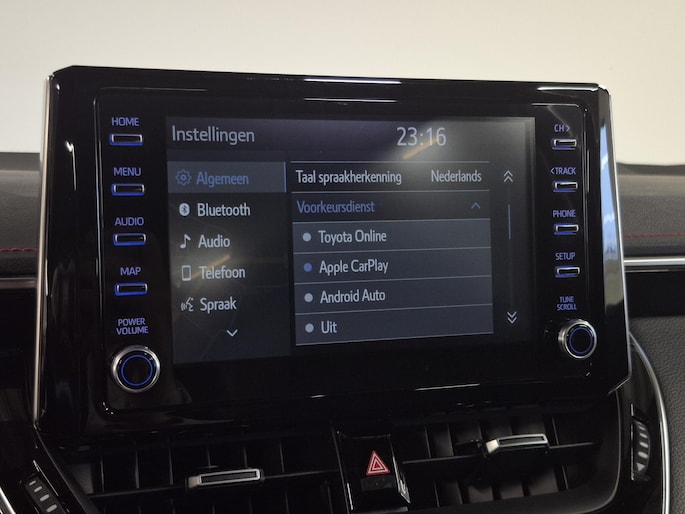 HOME
MENU
AUDIO
MAP
POWER
VOLUME
Instellingen
23:16
Algemeen
Bluetooth
Audio
Telefoon
Spraak
Taal spraakherkenning Nederlands
Voorkeursdienst
Toyota Online
Apple CarPlay
Android Auto
Uit
CH>
<TRACK
PHONE
SETUP
TUNE
SCROLL